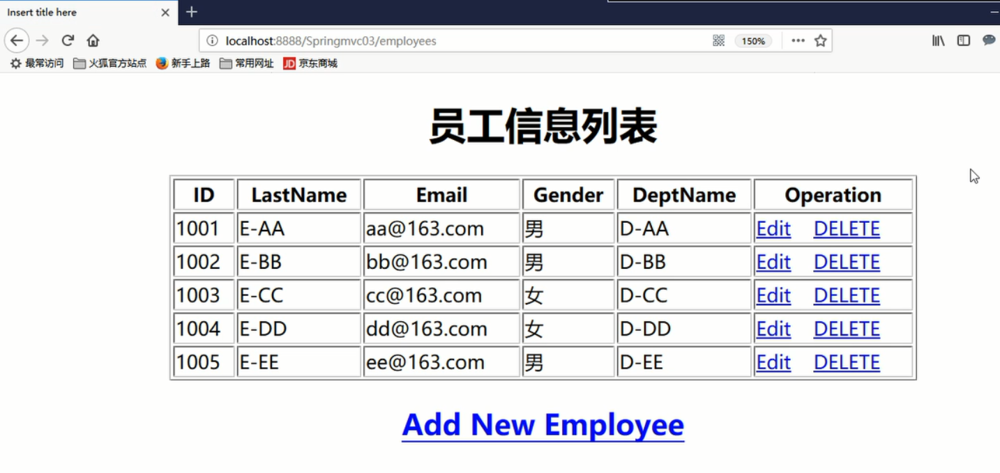 Insert title here
localhost:8888/Springmvc03/employees 150%
最常访问 火狐官方站点 新手上路 常用网址 JD 京东商城
员工信息列表
ID LastName Email Gender DeptName Operation
1001 E-AA aa@163.com 男 D-AA Edit DELETE
1002 E-BB bb@163.com 男 D-BB Edit DELETE
1003 E-CC cc@163.com 女 D-CC Edit DELETE
1004 E-DD dd@163.com 女 D-DD Edit DELETE
1005 E-EE ee@163.com 男 D-EE Edit DELETE
Add New Employee